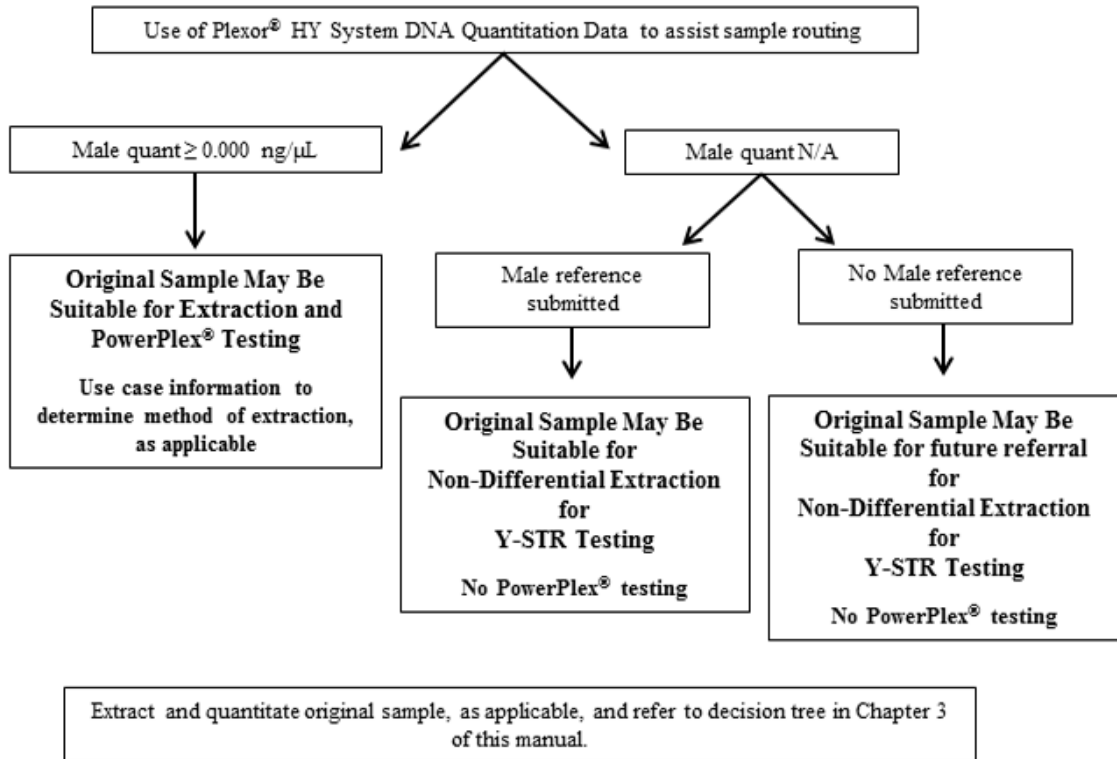 Use of Plexor® HY System DNA Quantitation Data to assist sample routing
Male quant ≥ 0.000 ng/μL
Male quant N/A
Original Sample May Be
Suitable for Extraction and
PowerPlex® Testing
Use case information to
determine method of extraction,
as applicable
Male reference
submitted
No Male reference
submitted
Original Sample May Be
Suitable for
Non-Differential Extraction
for
Y-STR Testing
No PowerPlex® testing
Original Sample May Be
Suitable for future referral
for
Non-Differential Extraction
for
Y-STR Testing
No PowerPlex® testing
Extract and quantitate original sample, as applicable, and refer to decision tree in Chapter 3
of this manual.